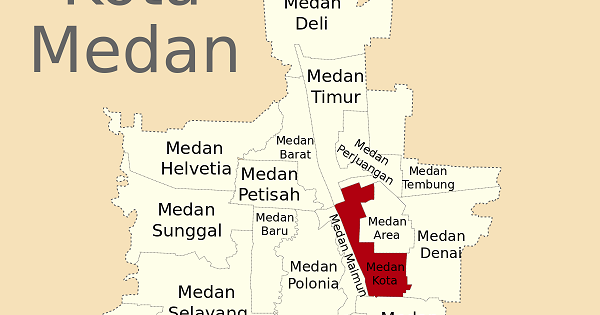 Kota
Medan
Medan
Deli
Medan
Timur
Medan
Barat
Medan
Perjuangan
Medan
Helvetia
Medan
Petisah
Medan
Tembung
Medan
Sunggal
Medan
Baru
Medan Maimun
Medan
Area
Medan
Denai
Medan
Polonia
Medan
Kota
Medan
Selayang